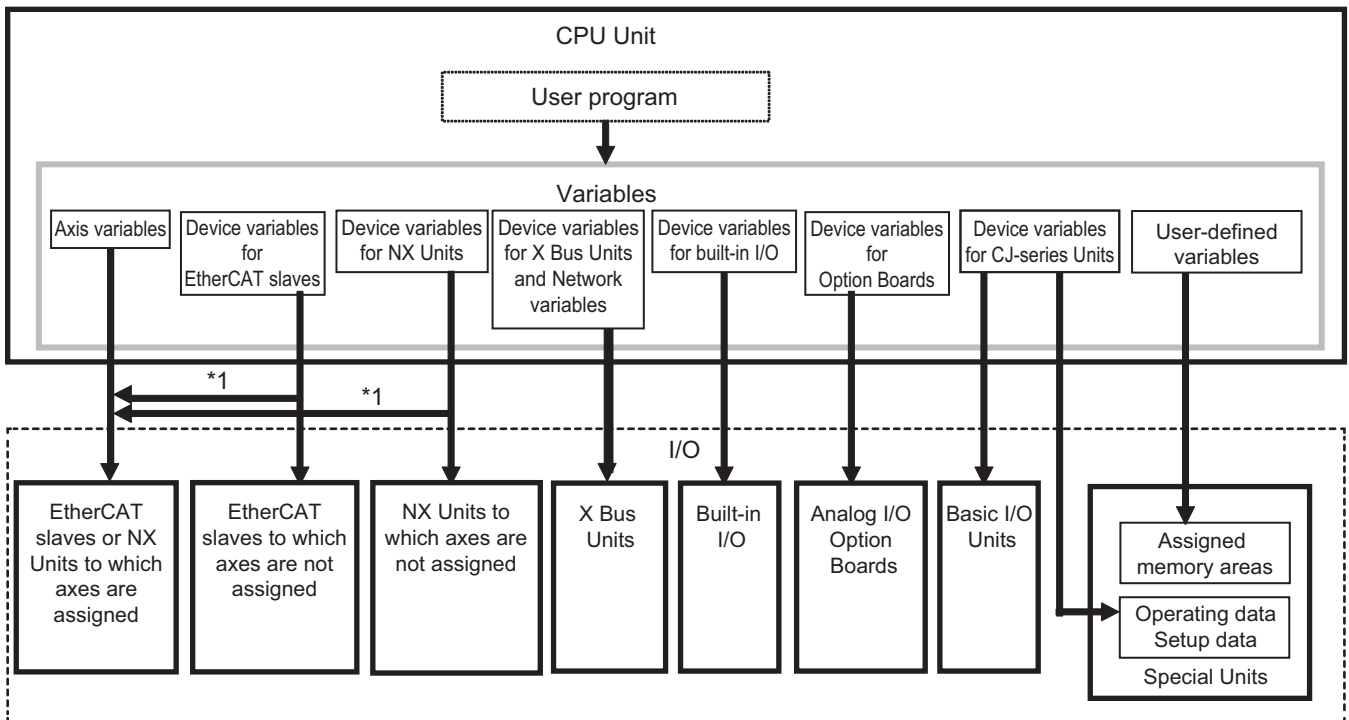 CPU Unit
User program
Variables
Axis variables
Device variables
for
EtherCAT slaves
Device variables
for NX Units
Device variables
for X Bus Units
and Network
variables
Device variables
for built-in I/O
Device variables
for
Option Boards
Device variables
for CJ-series Units
User-defined
variables
*1
*1
I/O
EtherCAT
slaves or NX
Units to which
axes are
assigned
EtherCAT
slaves to which
axes are not
assigned
NX Units to
which axes are
not assigned
X Bus
Units
Built-in
I/O
Analog I/O
Option
Boards
Basic I/O
Units
Assigned
memory areas
Operating data
Setup data
Special Units